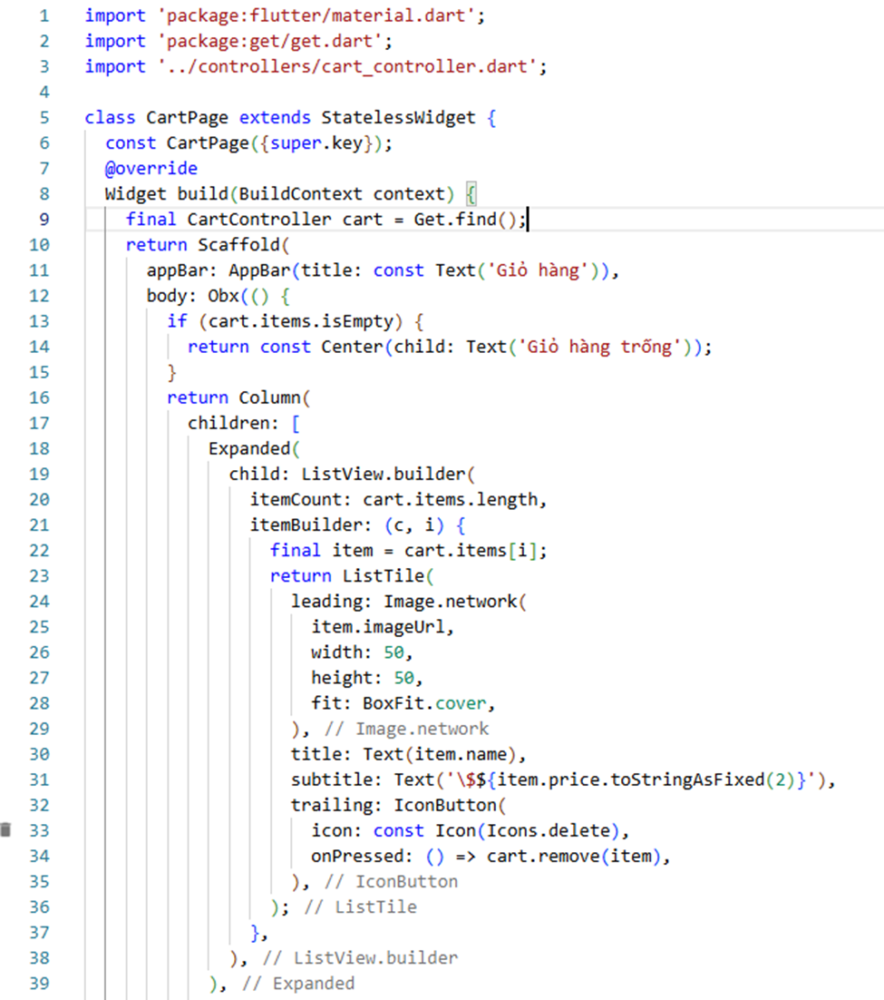 1 import 'package:flutter/material.dart';
2 import 'package:get/get.dart';
3 import '../controllers/cart_controller.dart';
4
5 class CartPage extends StatelessWidget {
6   const CartPage({super.key});
7   @override
8   Widget build(BuildContext context) {
9     final CartController cart = Get.find();
10     return Scaffold(
11       appBar: AppBar(title: const Text('Giỏ hàng')),
12       body: Obx(() {
13         if (cart.items.isEmpty) {
14           return const Center(child: Text('Giỏ hàng trống'));
15         }
16         return Column(
17           children: [
18             Expanded(
19               child: ListView.builder(
20                 itemCount: cart.items.length,
21                 itemBuilder: (c, i) {
22                   final item = cart.items[i];
23                   return ListTile(
24                     leading: Image.network(
25                       item.imageUrl,
26                       width: 50,
27                       height: 50,
28                       fit: BoxFit.cover,
29                     ), // Image.network
30                     title: Text(item.name),
31                     subtitle: Text('\$${item.price.toStringAsFixed(2)}'),
32                     trailing: IconButton(
33                       icon: const Icon(Icons.delete),
34                       onPressed: () => cart.remove(item),
35                     ), // IconButton
36                   ); // ListTile
37                 },
38               ), // ListView.builder
39             ), // Expanded